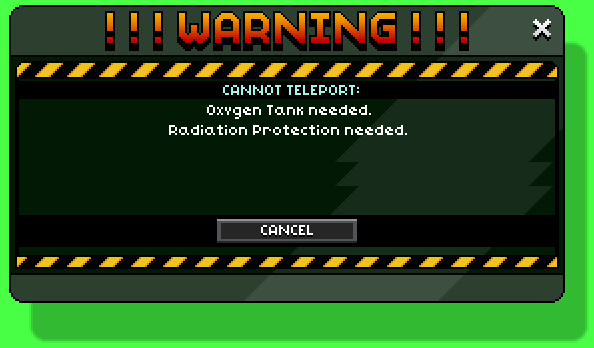 !!! WARNING !!!
CANNOT TELEPORT:
Oxygen Tank needed.
Radiation Protection needed.
CANCEL